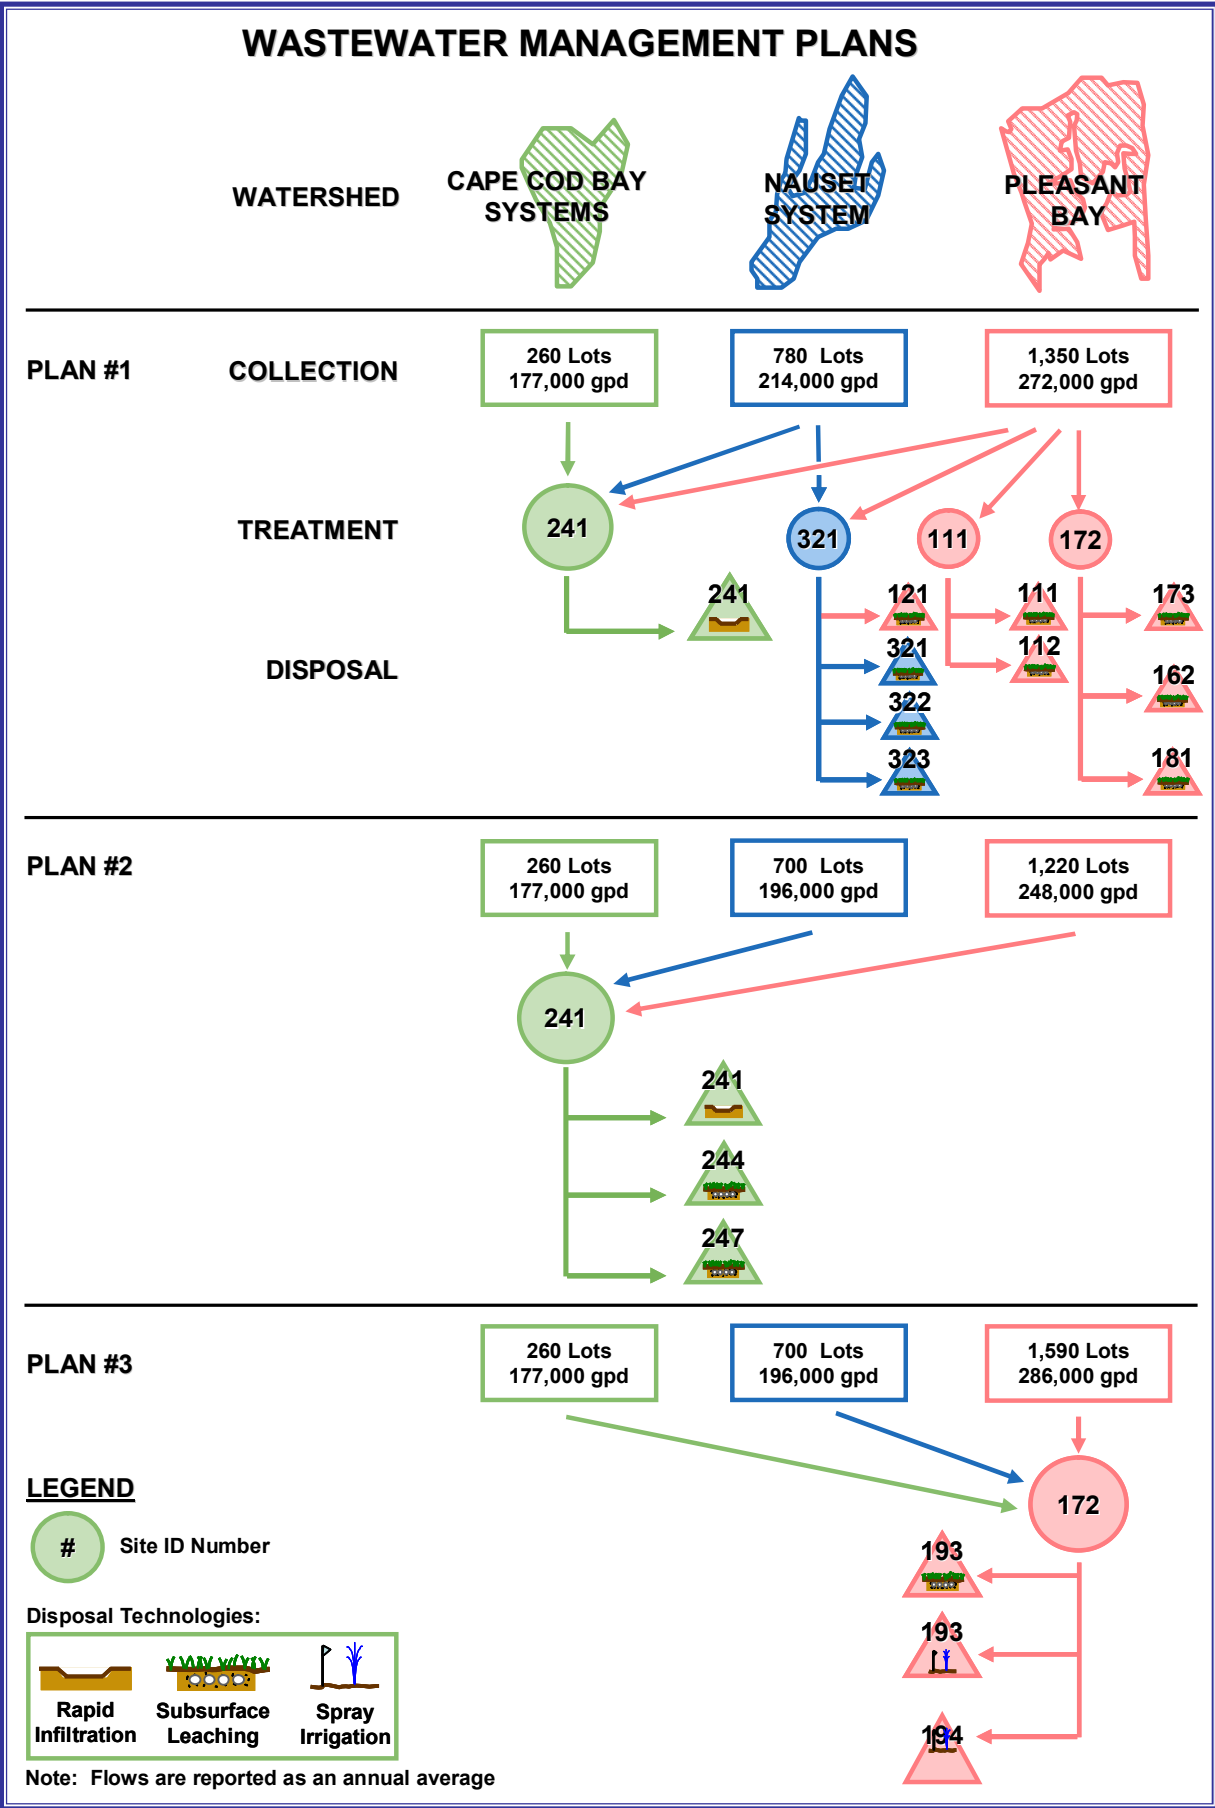 WASTEWATER MANAGEMENT PLANS
WATERSHED
CAPE COD BAY
SYSTEMS
NAUSET
SYSTEM
PLEASANT
BAY
PLAN #1
COLLECTION
260 Lots
177,000 gpd
780 Lots
214,000 gpd
1,350 Lots
272,000 gpd
TREATMENT
241
321
111
172
DISPOSAL
241
121
321
322
323
111
112
173
162
181
PLAN #2
260 Lots
177,000 gpd
700 Lots
196,000 gpd
1,220 Lots
248,000 gpd
241
241
244
247
PLAN #3
260 Lots
177,000 gpd
700 Lots
196,000 gpd
1,590 Lots
286,000 gpd
172
193
193
194
LEGEND
#
Site ID Number
Disposal Technologies:
Rapid
Infiltration
Subsurface
Leaching
Spray
Irrigation
Note: Flows are reported as an annual average